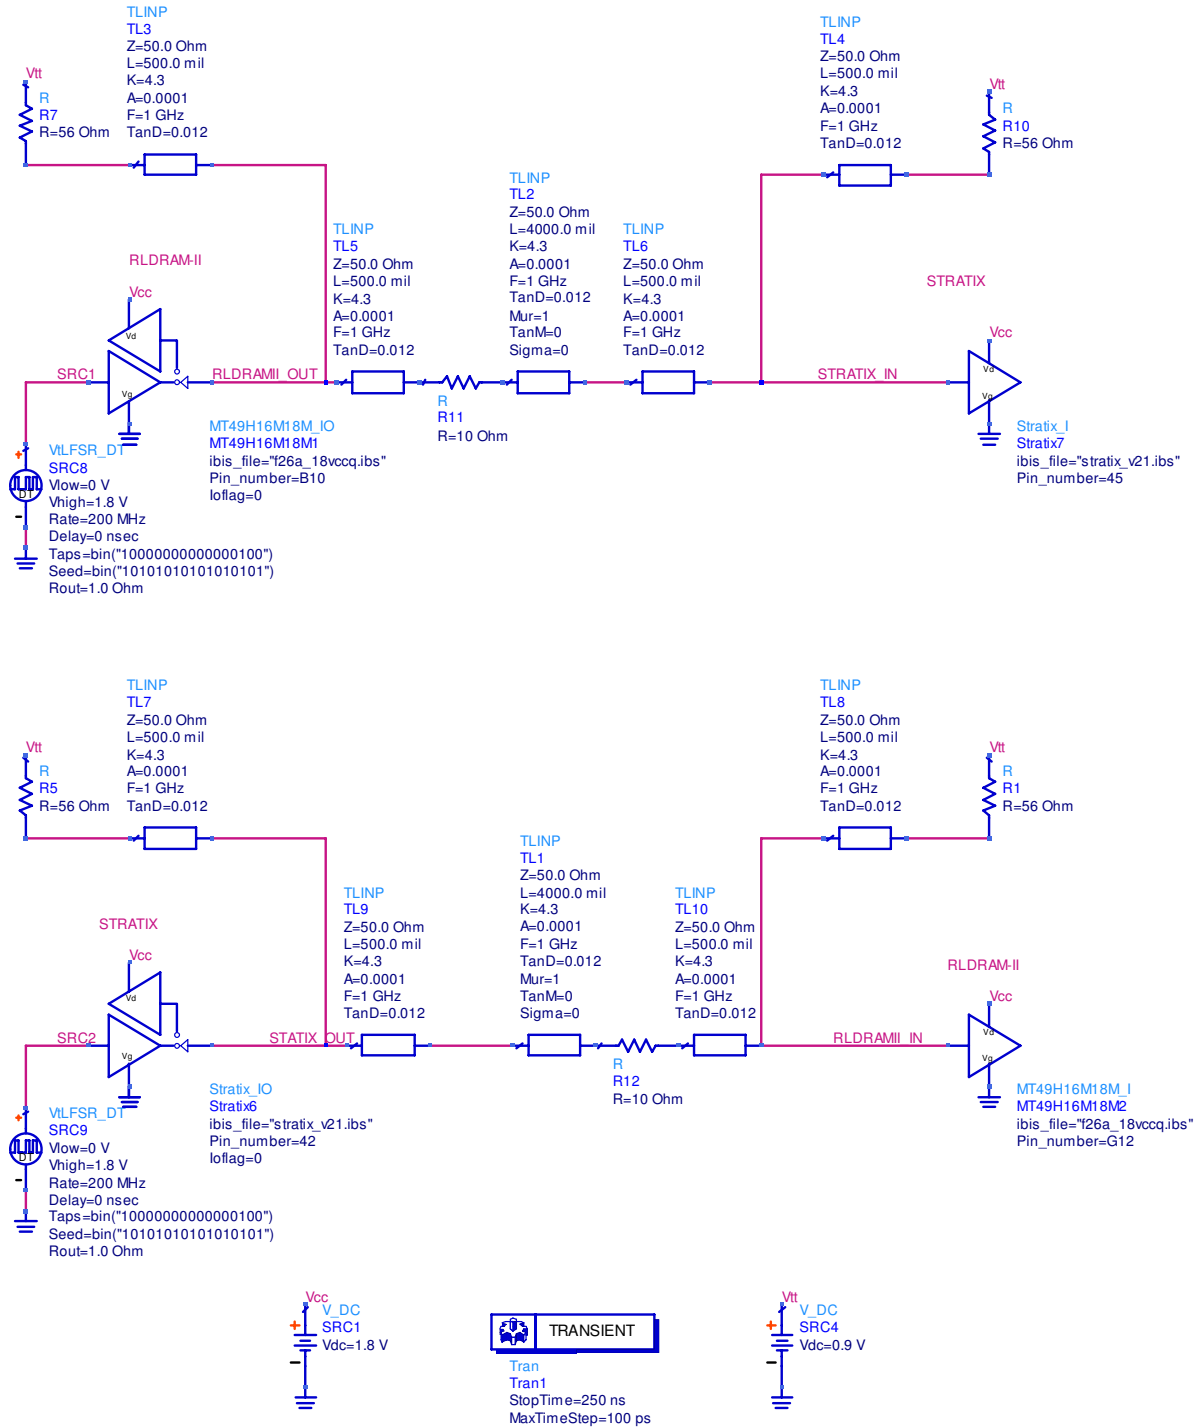 TLINP
TL3
Z=50.0 Ohm
L=500.0 mil
K=4.3
A=0.0001
F=1 GHz
TanD=0.012
Vtt
R
R7
R=56 Ohm
TLINP
TL4
Z=50.0 Ohm
L=500.0 mil
K=4.3
A=0.0001
F=1 GHz
TanD=0.012
Vtt
R
R10
R=56 Ohm
TLINP
TL5
Z=50.0 Ohm
L=500.0 mil
K=4.3
A=0.0001
F=1 GHz
TanD=0.012
TLINP
TL2
Z=50.0 Ohm
L=4000.0 mil
K=4.3
A=0.0001
F=1 GHz
TanD=0.012
Mur=1
TanM=0
Sigma=0
TLINP
TL6
Z=50.0 Ohm
L=500.0 mil
K=4.3
A=0.0001
F=1 GHz
TanD=0.012
RLDRAM-II
Vcc
Vd
Vg
SRC1
RLDRAMII_OUT
R
R11
R=10 Ohm
STRATIX
Vcc
Vd
Vg
STRATIX_IN
MT49H16M18M_IO
MT49H16M18M1
ibis_file="f26a_18vccq.ibs"
Pin_number=B10
Ioflag=0
Stratix_I
Stratix7
ibis_file="stratix_v21.ibs"
Pin_number=45
VtLFSR_DT
SRC8
Vlow=0 V
Vhigh=1.8 V
Rate=200 MHz
Delay=0 nsec
Taps=bin("10000000000000100")
Seed=bin("10101010101010101")
Rout=1.0 Ohm
DT
TLINP
TL7
Z=50.0 Ohm
L=500.0 mil
K=4.3
A=0.0001
F=1 GHz
TanD=0.012
Vtt
R
R5
R=56 Ohm
TLINP
TL8
Z=50.0 Ohm
L=500.0 mil
K=4.3
A=0.0001
F=1 GHz
TanD=0.012
Vtt
R
R1
R=56 Ohm
TLINP
TL9
Z=50.0 Ohm
L=500.0 mil
K=4.3
A=0.0001
F=1 GHz
TanD=0.012
TLINP
TL1
Z=50.0 Ohm
L=4000.0 mil
K=4.3
A=0.0001
F=1 GHz
TanD=0.012
Mur=1
TanM=0
Sigma=0
TLINP
TL10
Z=50.0 Ohm
L=500.0 mil
K=4.3
A=0.0001
F=1 GHz
TanD=0.012
STRATIX
Vcc
Vd
Vg
SRC2
STATIX_OUT
R
R12
R=10 Ohm
RLDRAM-II
Vcc
Vd
Vg
RLDRAMII_IN
Stratix_IO
Stratix6
ibis_file="stratix_v21.ibs"
Pin_number=42
Ioflag=0
MT49H16M18M_I
MT49H16M18M2
ibis_file="f26a_18vccq.ibs"
Pin_number=G12
VtLFSR_DT
SRC9
Vlow=0 V
Vhigh=1.8 V
Rate=200 MHz
Delay=0 nsec
Taps=bin("10000000000000100")
Seed=bin("10101010101010101")
Rout=1.0 Ohm
DT
Vcc
V_DC
SRC1
Vdc=1.8 V
TRANSIENT
Tran
Tran1
StopTime=250 ns
MaxTimeStep=100 ps
Vtt
V_DC
SRC4
Vdc=0.9 V